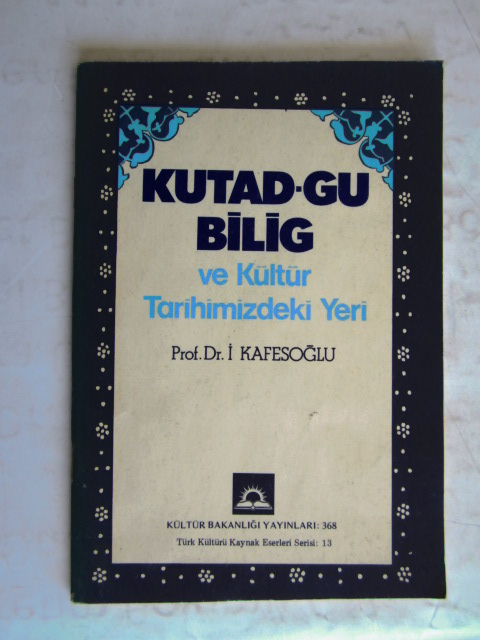 KUTAD-GU
BİLİG
ve Kültür
Tarihimizdeki Yeri
Prof. Dr. İ KAFESOĞLU
KÜLTÜR BAKANLIĞI YAYINLARI: 368
Türk Kültürü Kaynak Eserleri Serisi: 13